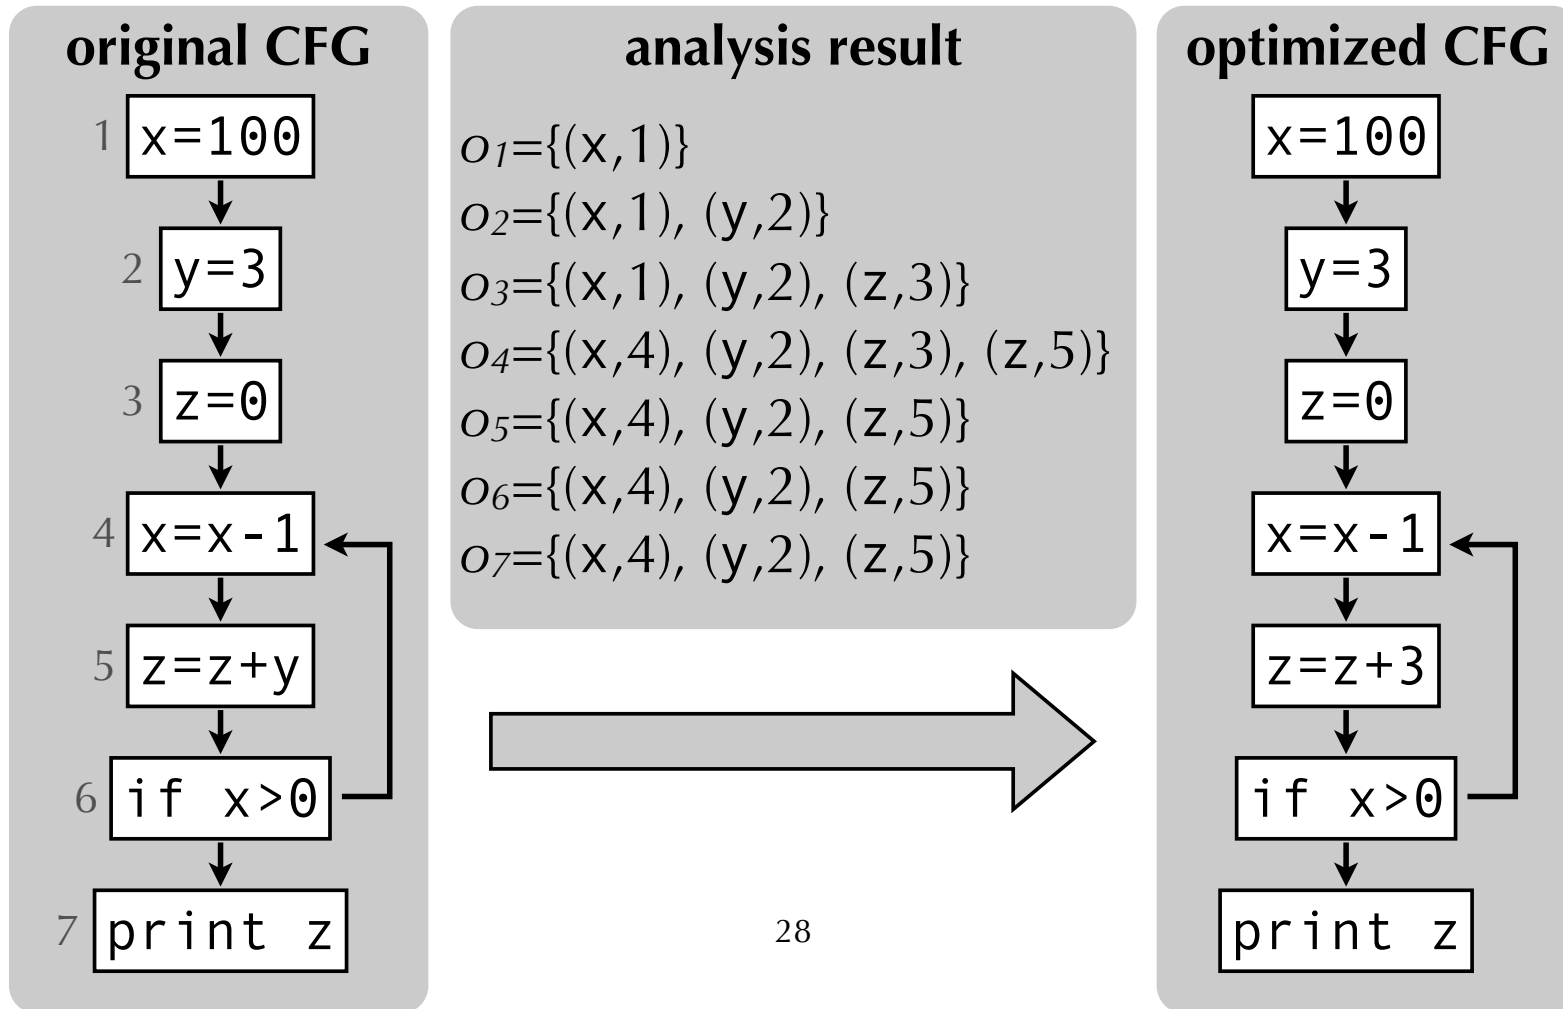 original CFG
1 x=100
2 y=3
3 z=0
4 x=x-1
5 z=z+y
6 if x>0
7 print z
analysis result
o1={(x,1)}
o2={(x,1), (y,2)}
o3={(x,1), (y,2), (z,3)}
o4={(x,4), (y,2), (z,3), (z,5)}
o5={(x,4), (y,2), (z,5)}
o6={(x,4), (y,2), (z,5)}
o7={(x,4), (y,2), (z,5)}
28
optimized CFG
x=100
y=3
z=0
x=x-1
z=z+3
if x>0
print z